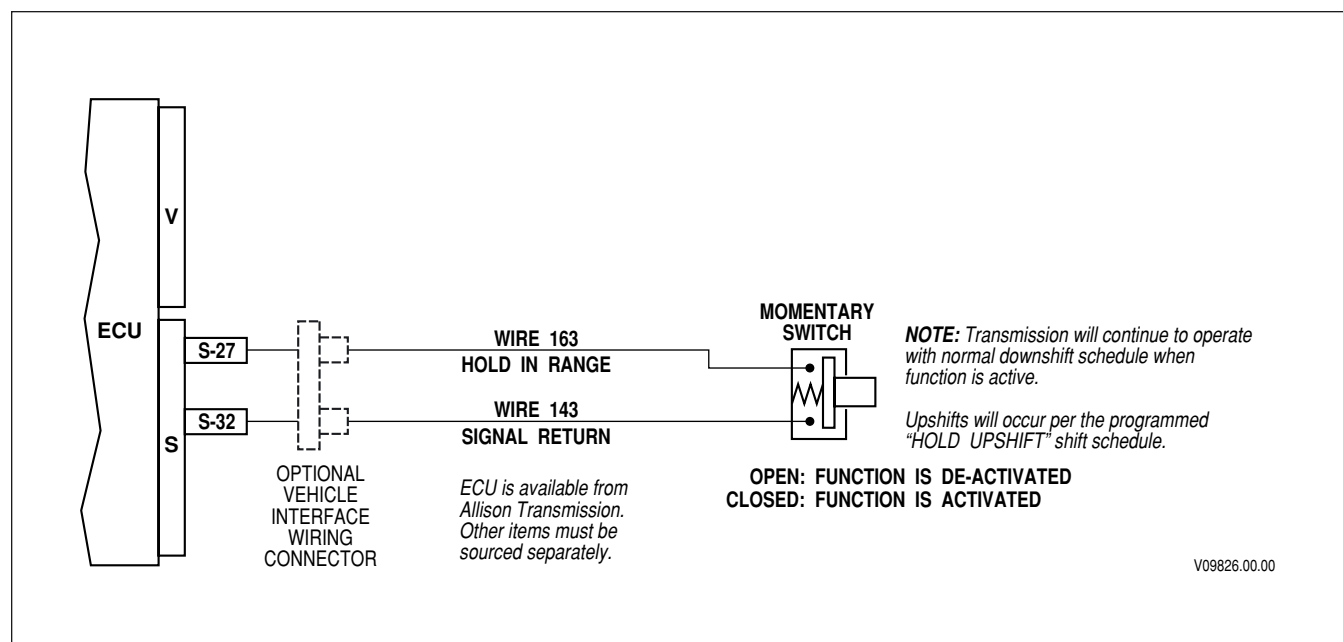 V
ECU
S
S-27
S-32
OPTIONAL
VEHICLE
INTERFACE
WIRING
CONNECTOR
WIRE 163
HOLD IN RANGE
WIRE 143
SIGNAL RETURN
ECU is available from
Allison Transmission.
Other items must be
sourced separately.
MOMENTARY
SWITCH
NOTE: Transmission will continue to operate
with normal downshift schedule when
function is active.
Upshifts will occur per the programmed
“HOLD UPSHIFT” shift schedule.
OPEN: FUNCTION IS DE-ACTIVATED
CLOSED: FUNCTION IS ACTIVATED
V09826.00.00